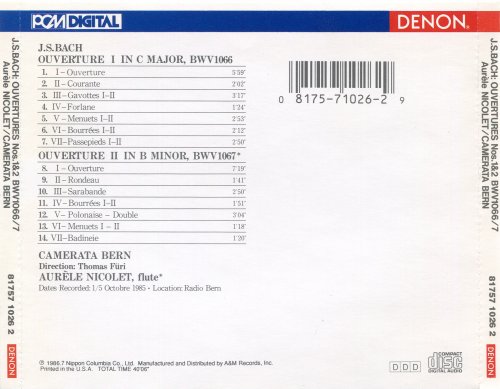 PCM DIGITAL
DENON
J.S.BACH
OUVERTURE I IN C MAJOR, BWV1066
1. I–Ouverture 5'59"
2. II–Courante 2'02"
3. III–Gavottes I–II 3'17"
4. IV–Forlane 1'24"
5. V–Menuets I–II 2'53"
6. VI–Bourrées I–II 2'12"
7. VII–Passepieds I–II 2'50"
OUVERTURE II IN B MINOR, BWV1067*
8. I–Ouverture 7'19"
9. II–Rondeau 1'41"
10. III–Sarabande 2'50"
11. IV–Bourrées I–II 1'51"
12. V–Polonaise – Double 3'04"
13. VI–Menuets I – II 1'18"
14. VII–Badineie 1'20"
CAMERATA BERN
Direction: Thomas Füri
AURÈLE NICOLET, flute*
Dates Recorded: 1/5 Octobre 1985 · Location: Radio Bern
0 8175-71026-2 9
℗ 1986.7 Nippon Columbia Co., Ltd. Manufactured and Distributed by A&M Records, Inc.
Printed in the U.S.A. TOTAL TIME 40'06"
DDD
COMPACT
disc
DIGITAL AUDIO
J.S.BACH: OUVERTURES Nos.1&2 BWV1066/7
Aurèle NICOLET/CAMERATA BERN
81757 1026 2
DENON
J.S.BACH: OUVERTURES Nos.1&2 BWV1066/7
Aurèle NICOLET/CAMERATA BERN
81757 1026 2
DENON